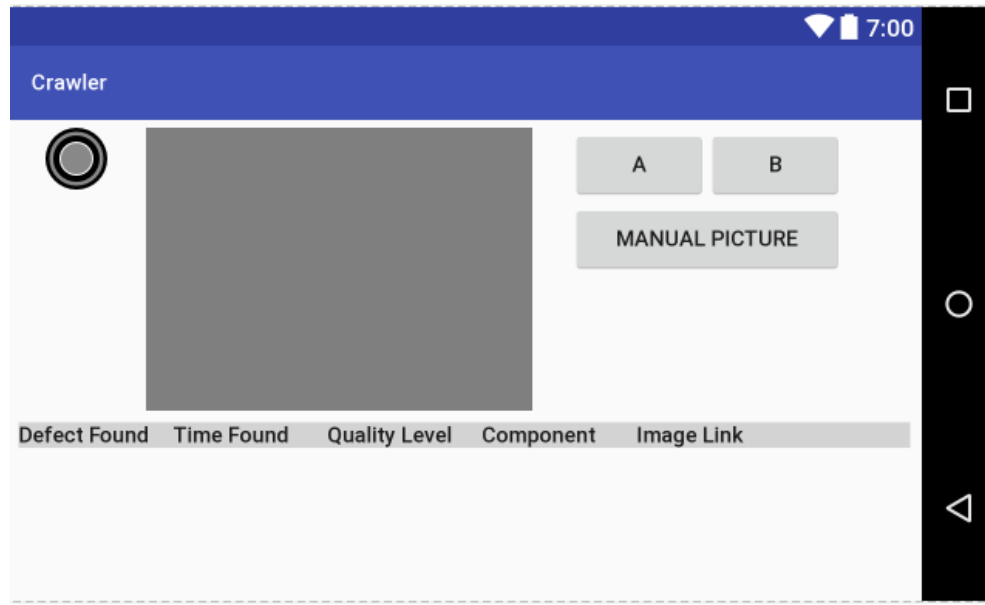 7:00
Crawler
A B
MANUAL PICTURE
Defect Found Time Found Quality Level Component Image Link